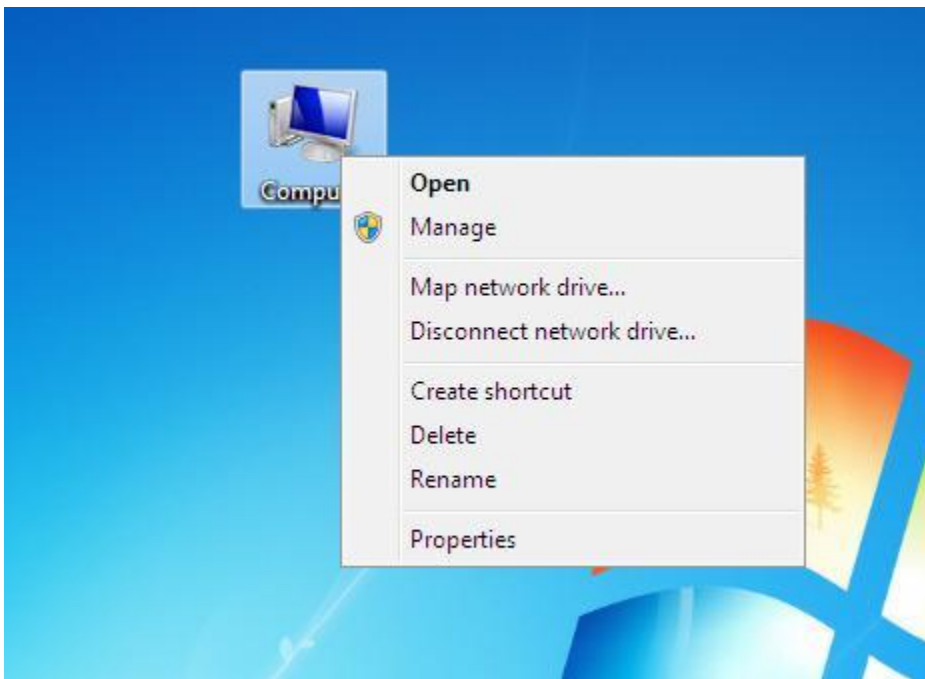 Compu
Open
Manage
Map network drive...
Disconnect network drive...
Create shortcut
Delete
Rename
Properties